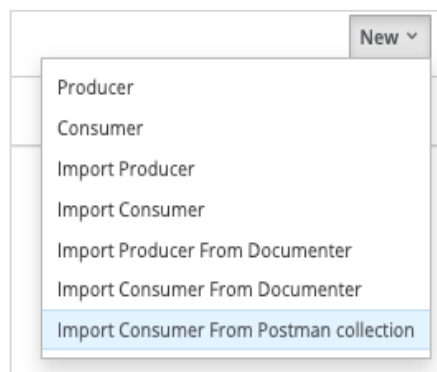 New
Producer
Consumer
Import Producer
Import Consumer
Import Producer From Documenter
Import Consumer From Documenter
Import Consumer From Postman collection